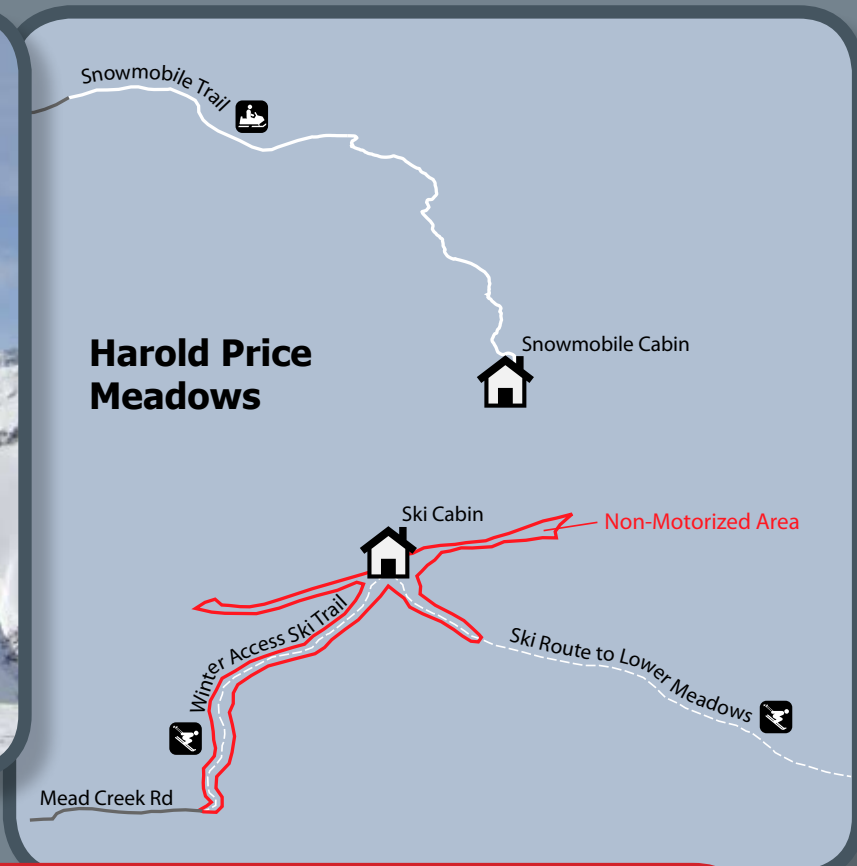 Snowmobile Trail
Harold Price
Meadows
Snowmobile Cabin
Ski Cabin
Non-Motorized Area
Winter Access Ski Trail
Ski Route to Lower Meadows
Mead Creek Rd